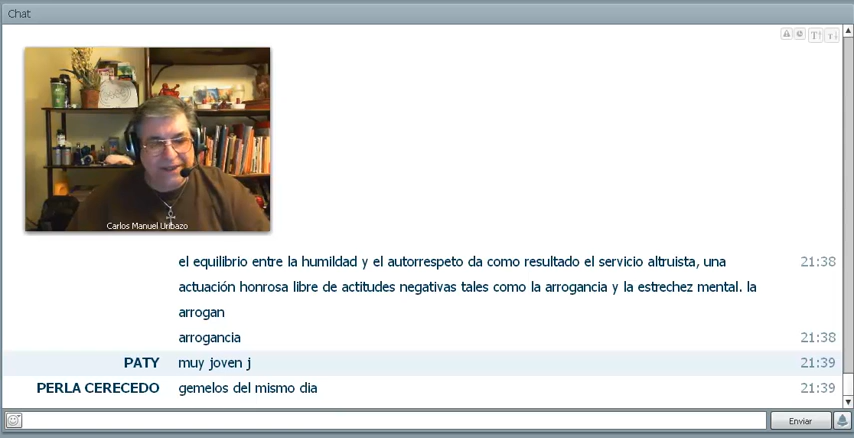 Chat
Carlos Manuel Uribazo
el equilibrio entre la humildad y el autorrespeto da como resultado el servicio altruista, una 21:38
actuación honrosa libre de actitudes negativas tales como la arrogancia y la estrechez mental. la
arrogan
arrogancia 21:38
PATY muy joven j 21:39
PERLA CERECEDO gemelos del mismo dia 21:39
Enviar